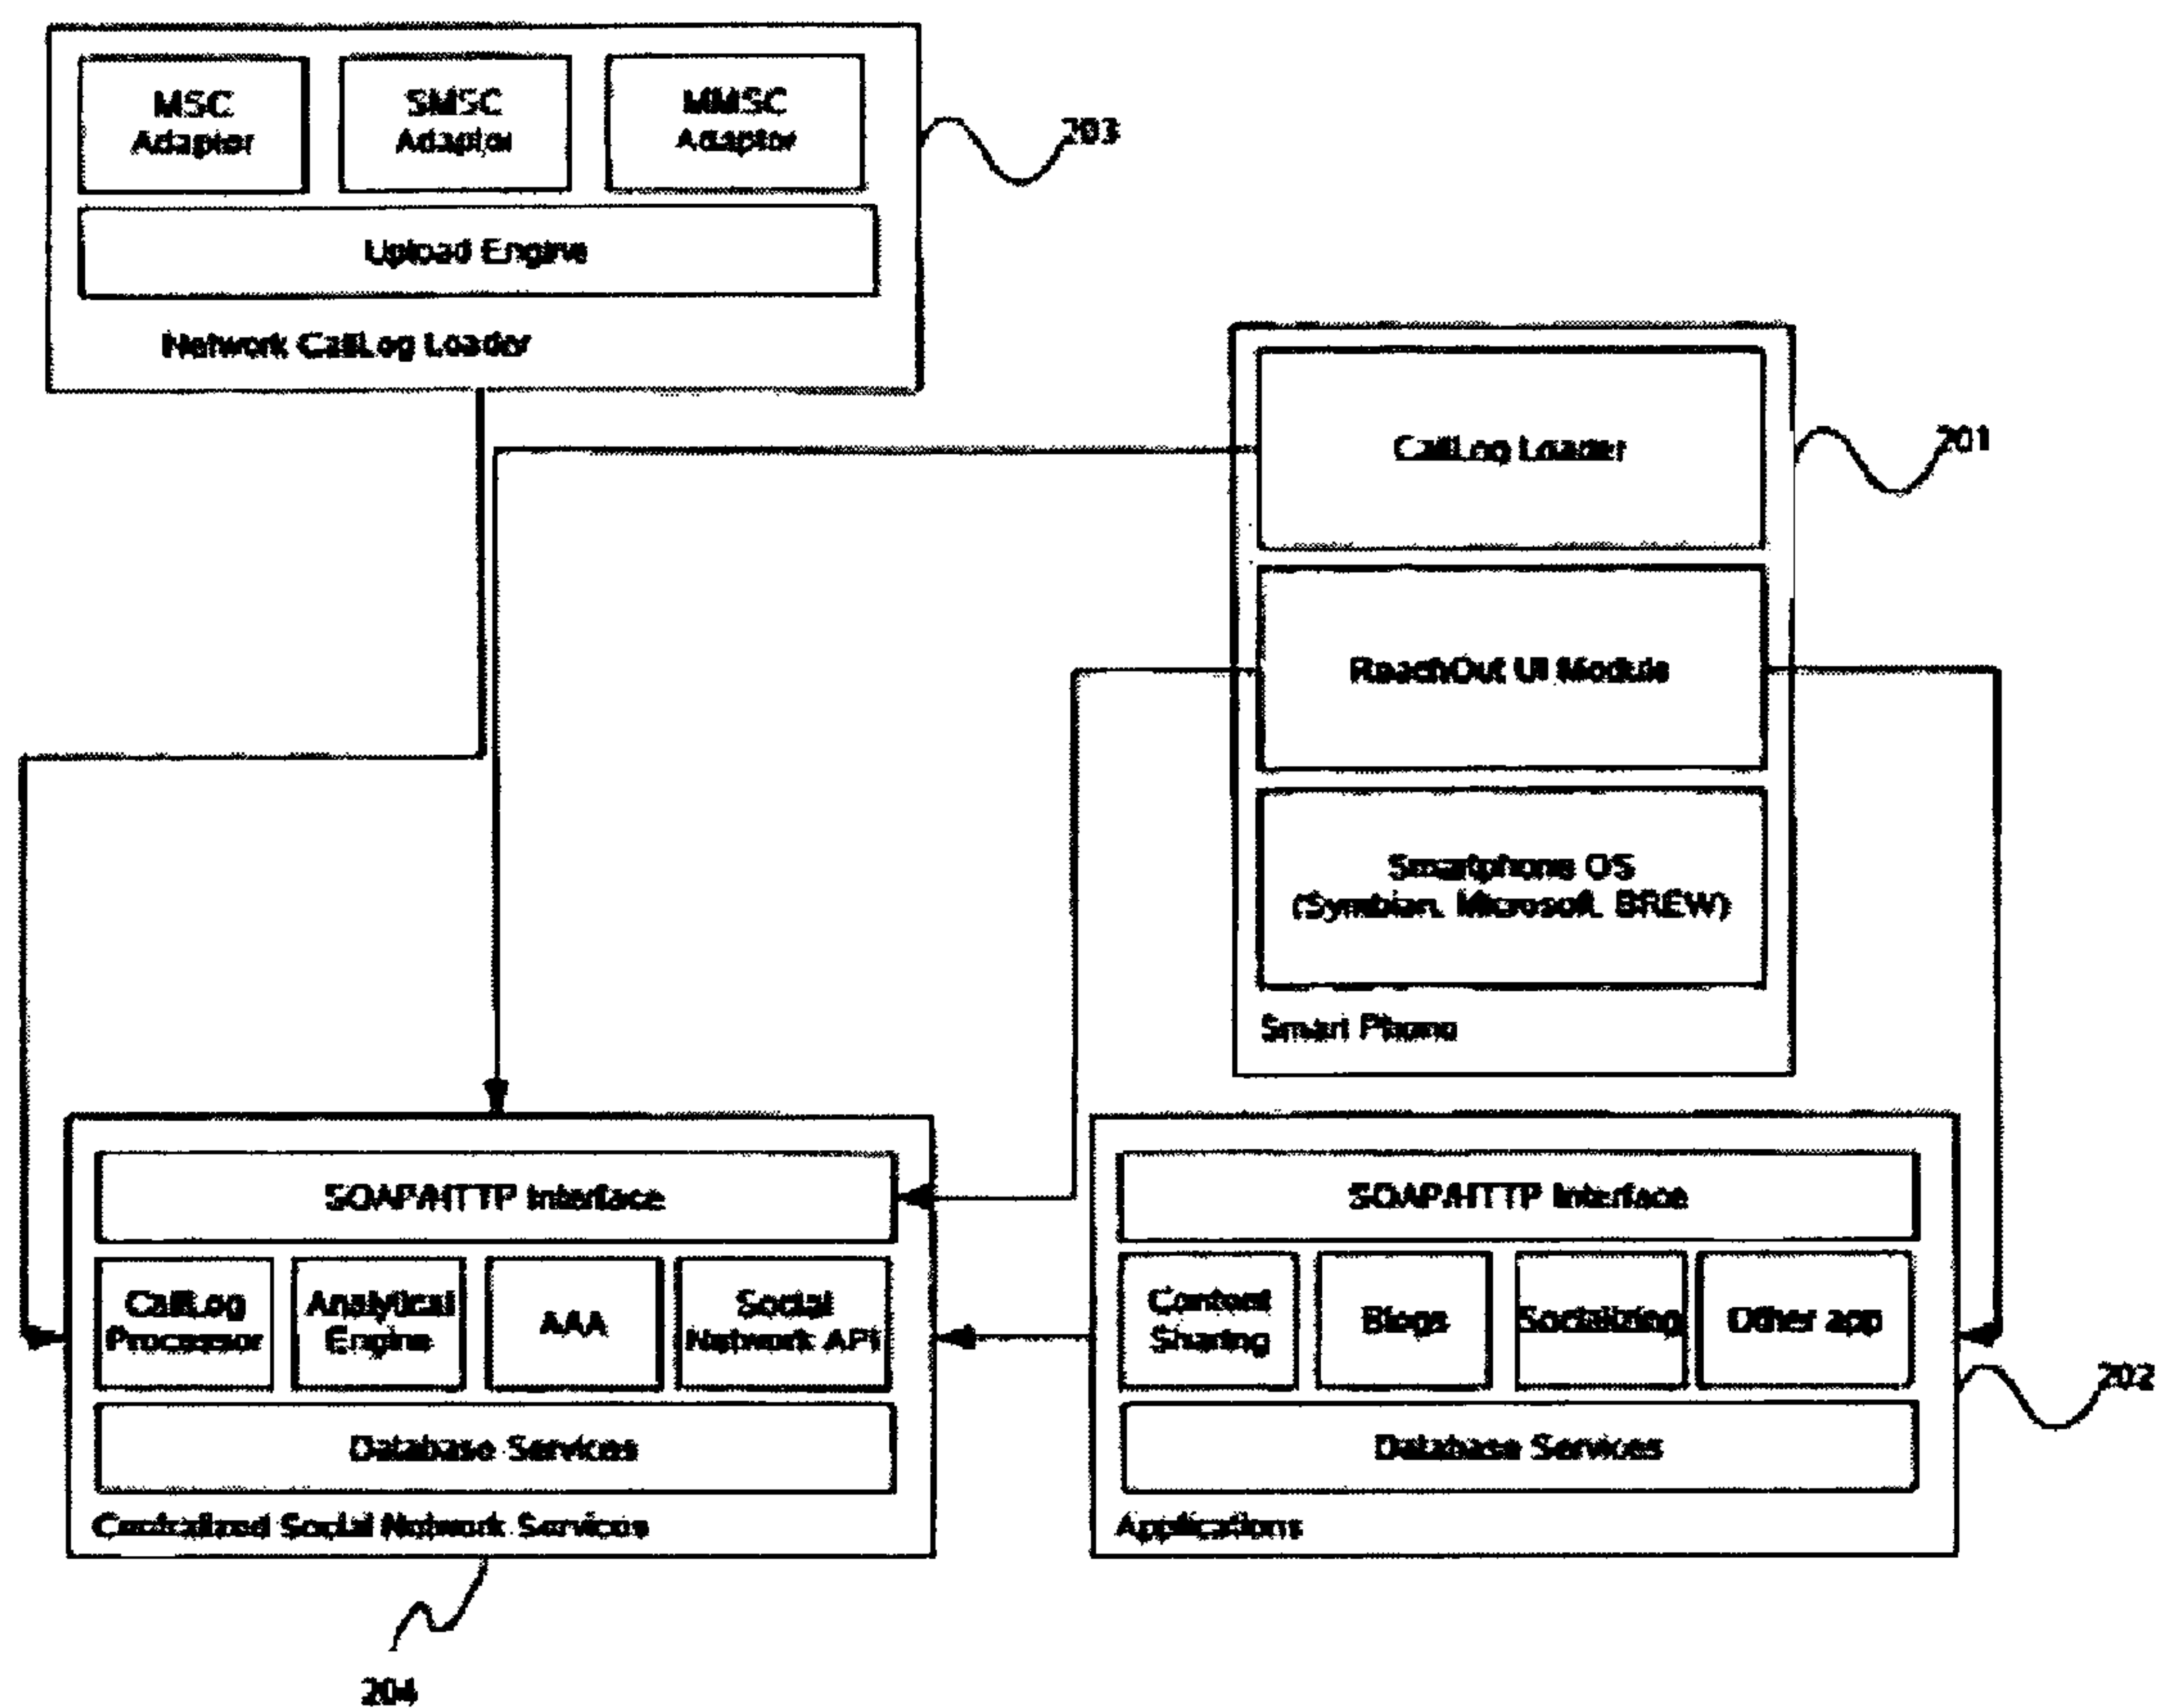 MSC
Adaptor
SMSC
Adaptor
MMSC
Adaptor
203
Upload Engine
Network CallLog Loader
CallLog Loader
201
ReachOut UI Module
Smartphone OS
(Symbian, Microsoft, BREW)
Smart Phone
SOAP/HTTP Interface
CallLog
Processor
Analytical
Engine
AAA
Social
Network API
Database Services
Centralized Social Network Services
204
SOAP/HTTP Interface
Content
Sharing
Blogs
Socializing
Other app
202
Database Services
Applications